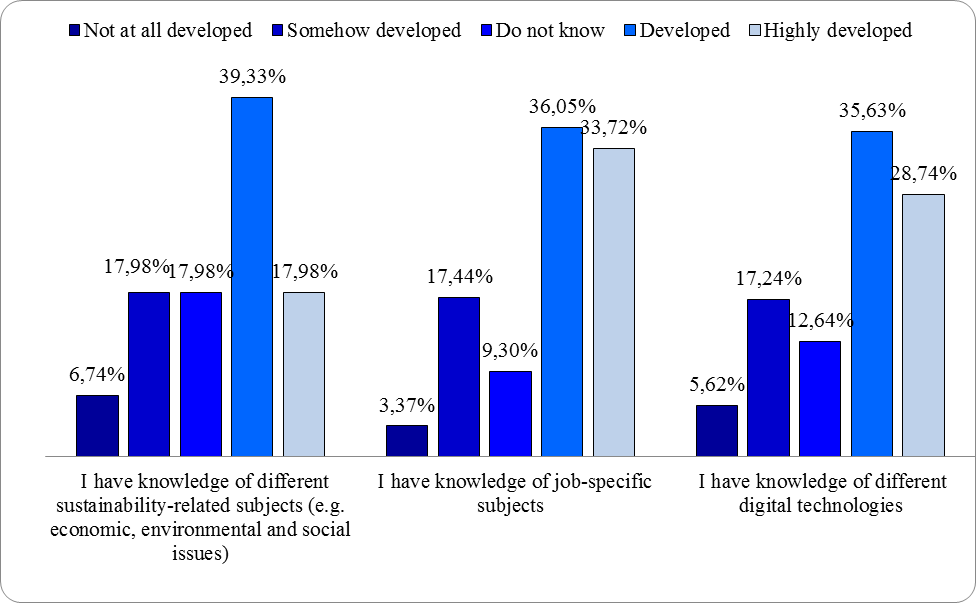 Not at all developed Somehow developed Do not know Developed Highly developed
39,33%
36,05%
35,63%
33,72%
28,74%
17,98% 17,98% 17,98%
17,44%
17,24%
12,64%
9,30%
6,74%
5,62%
3,37%
I have knowledge of different
sustainability-related subjects (e.g.
economic, environmental and social
issues)
I have knowledge of job-specific
subjects
I have knowledge of different
digital technologies